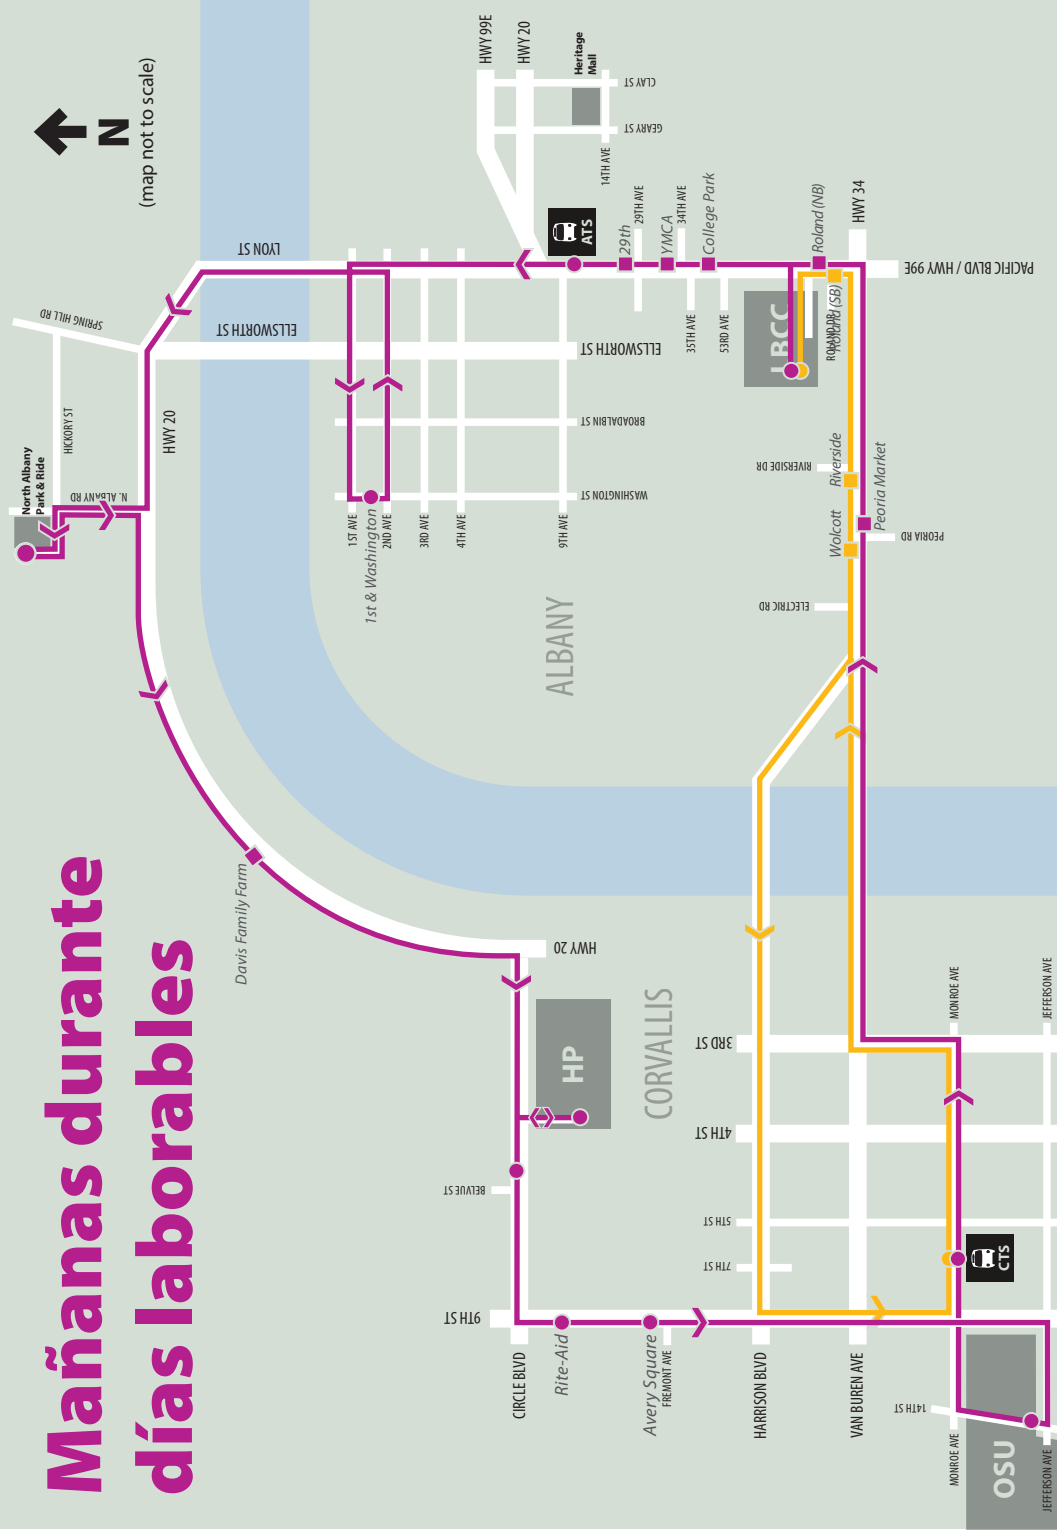 Mañanas durante
días laborables
N
(map not to scale)
North Albany
Park & Ride
HICKORY ST
SPRING HILL RD
N. ALBANY RD
HWY 20
LYON ST
ELLSWORTH ST
HWY 99E
HWY 20
Heritage
Mall
CLAY ST
GEARY ST
14TH AVE
ATS
29th
29TH AVE
YMCA
34TH AVE
College Park
Roland (NB)
HWY 34
PACIFIC BLVD / HWY 99E
35TH AVE
53RD AVE
LBCC
Roland (SB)
ROLAND DR
ELLSWORTH ST
BROADALBIN ST
WASHINGTON ST
1ST AVE
1st & Washington
2ND AVE
3RD AVE
4TH AVE
9TH AVE
RIVERSIDE DR
Riverside
Peoria Market
Wolcott
PEORIA RD
ELECTRIC RD
ALBANY
Davis Family Farm
HWY 20
HP
CORVALLIS
BELVUE ST
3RD ST
4TH ST
5TH ST
7TH ST
9TH ST
MONROE AVE
JEFFERSON AVE
CTS
CIRCLE BLVD
Rite-Aid
Avery Square
FREMONT AVE
HARRISON BLVD
VAN BUREN AVE
14TH ST
MONROE AVE
OSU
JEFFERSON AVE